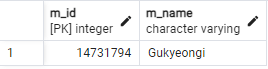 m_id m_name
[PK] integer character varying
1 14731794 Gukyeongi